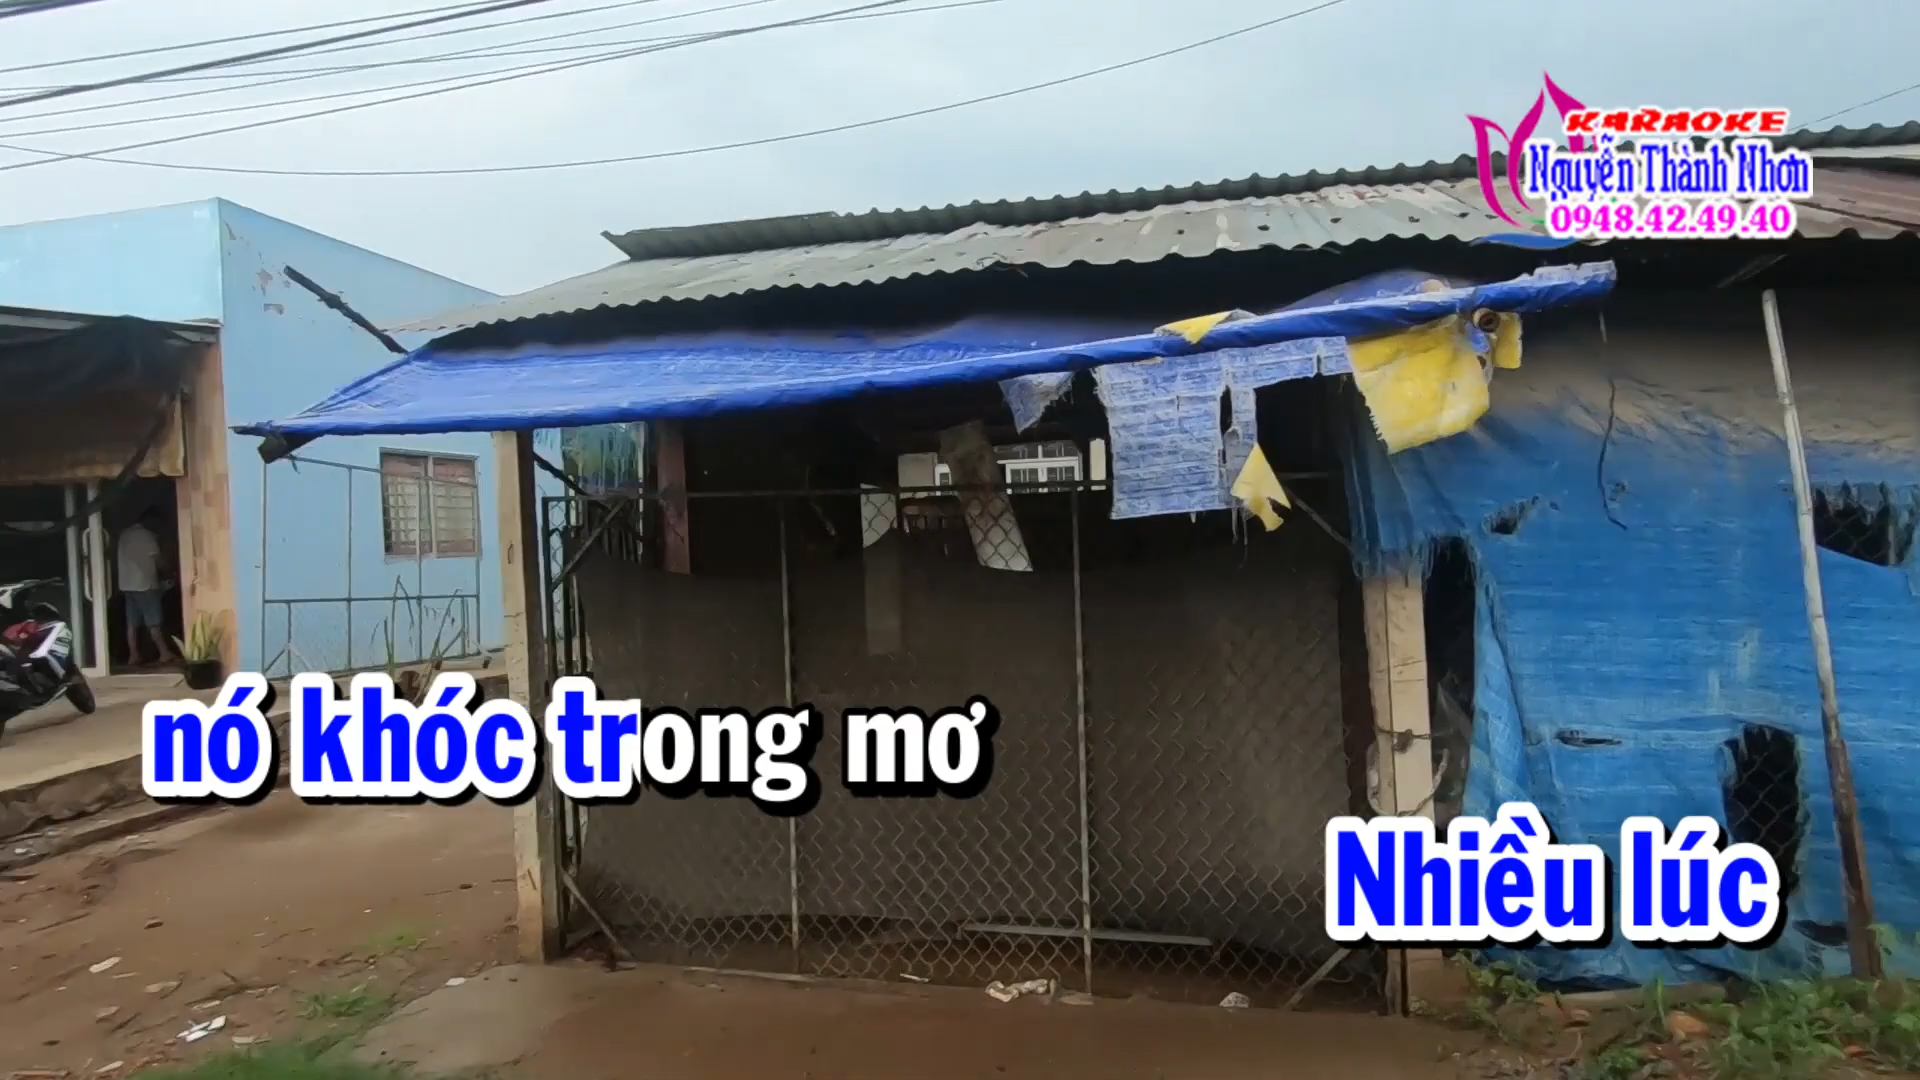 KARAOKE
Nguyễn Thành Nhơn
0948.42.49.40
nó khóc trong mơ
Nhiều lúc